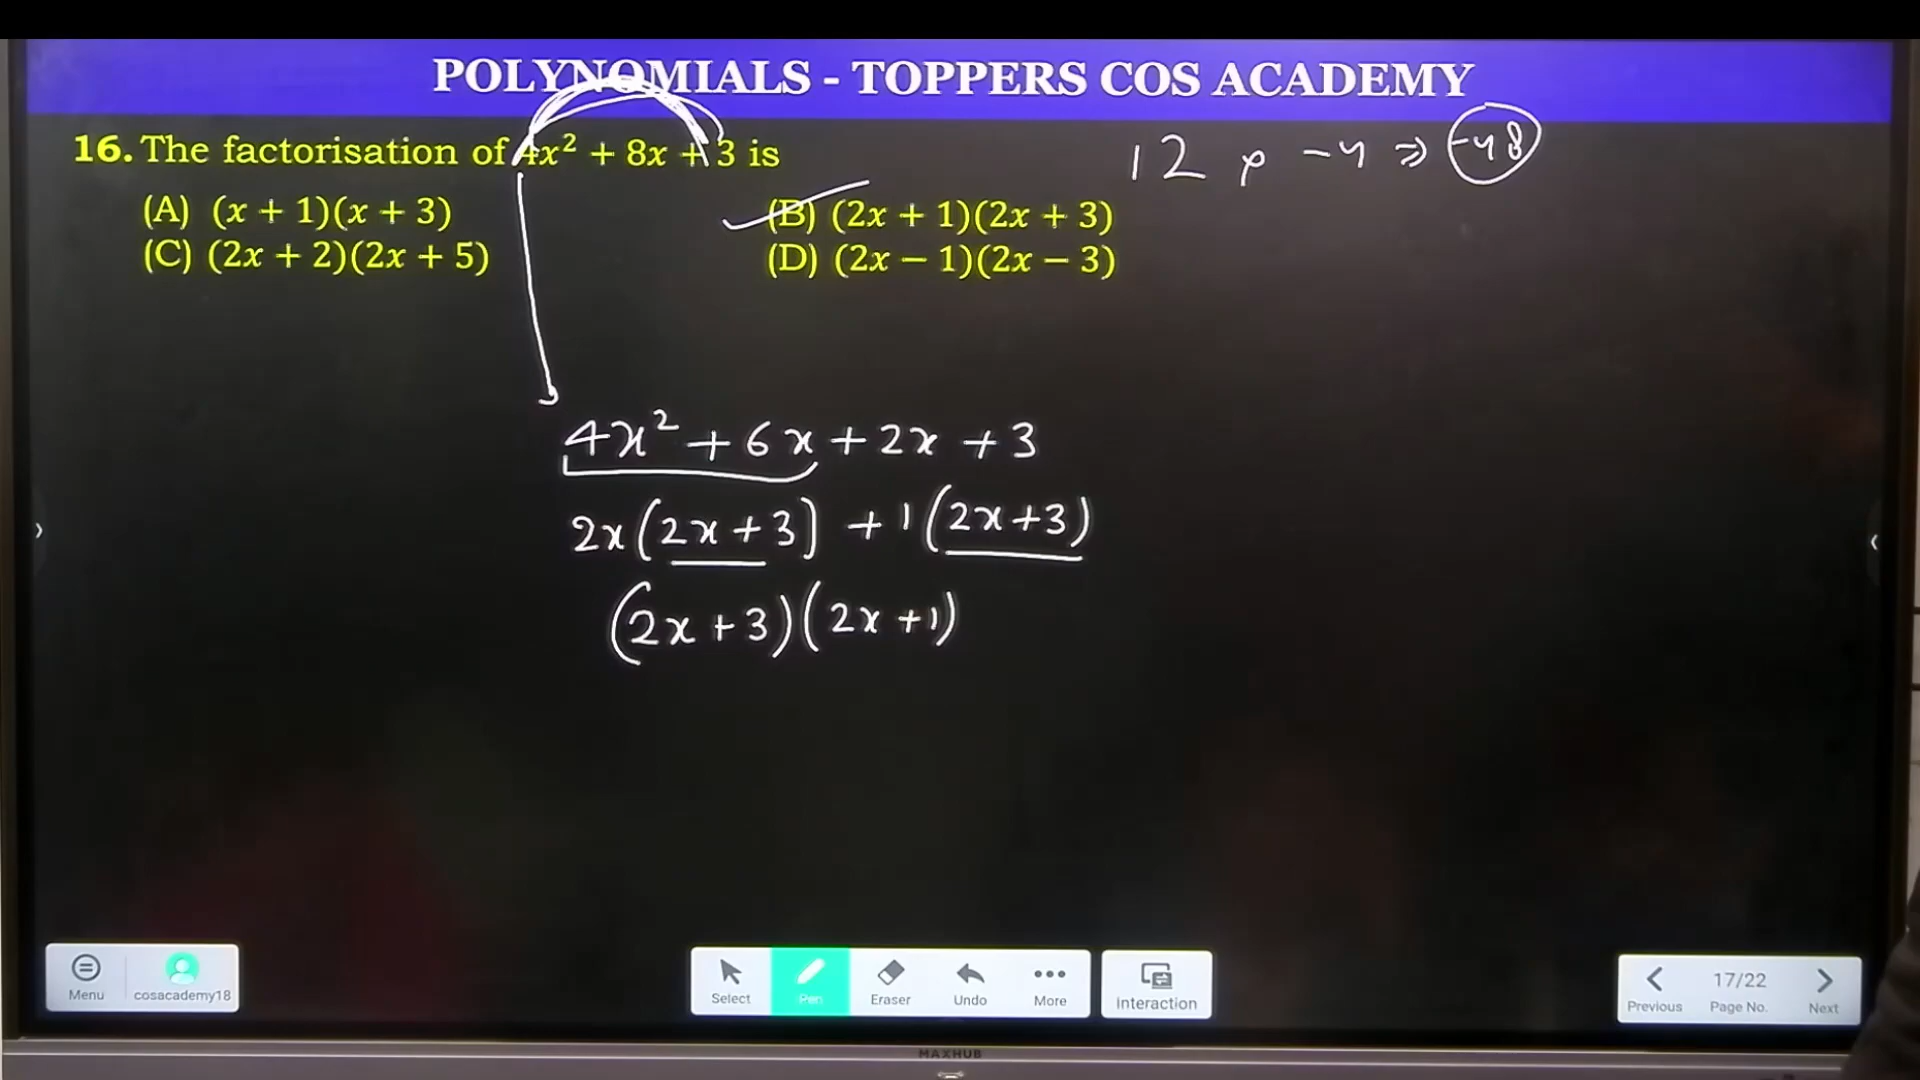 POLYNOMIALS - TOPPERS COS ACADEMY
16. The factorisation of 4x² + 8x + 3 is
12 × -4 ⇒ -48
(A) (x + 1)(x + 3)
(B) (2x + 1)(2x + 3)
(C) (2x + 2)(2x + 5)
(D) (2x − 1)(2x − 3)
4x² + 6x + 2x + 3
2x(2x+3) + 1(2x+3)
(2x+3)(2x+1)
Menu
cosacademy18
Select
Pen
Eraser
Undo
More
Interaction
Previous
17/22
Page No.
Next
MAXHUB